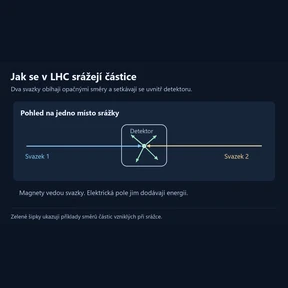 Jak se v LHC srážejí částice
Dva svazky obíhají opačnými směry a setkávají se uvnitř detektoru.
Pohled na jedno místo srážky
Detektor
Svazek 1
Svazek 2
Magnety vedou svazky. Elektrická pole jim dodávají energii.
Zelené šipky ukazují příklady směrů částic vzniklých při srážce.